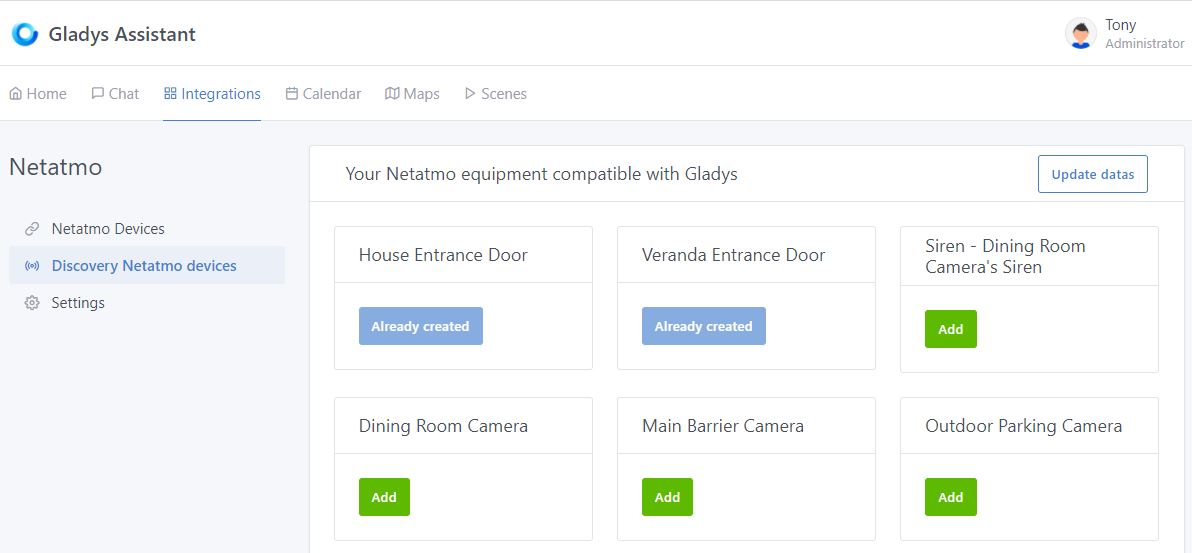 Gladys Assistant
Tony
Administrator
Home Chat Integrations Calendar Maps Scenes
Netatmo
Netatmo Devices
Discovery Netatmo devices
Settings
Your Netatmo equipment compatible with Gladys
Update datas
House Entrance Door
Already created
Veranda Entrance Door
Already created
Siren - Dining Room
Camera's Siren
Add
Dining Room Camera
Add
Main Barrier Camera
Add
Outdoor Parking Camera
Add